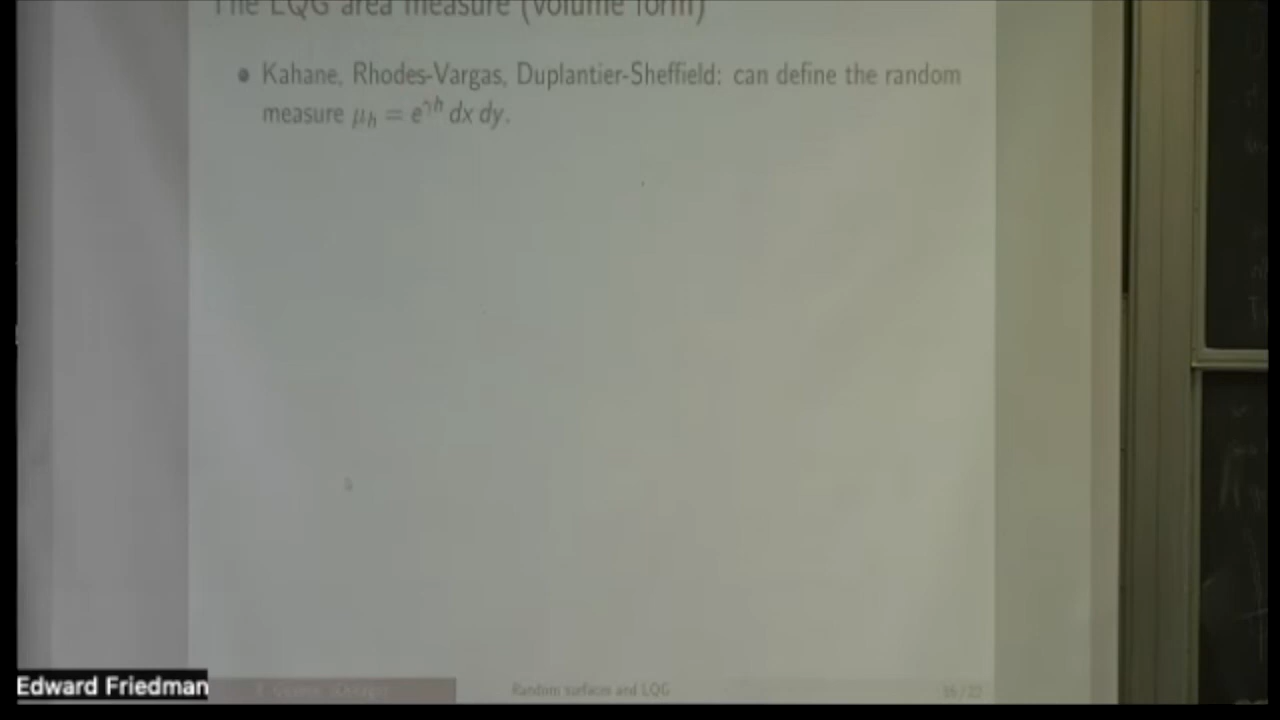 The LQG area measure (volume form)
• Kahane, Rhodes-Vargas, Duplantier-Sheffield: can define the random
measure μ_h = e^{γh} dx dy.
Edward Friedman
Random surfaces and LQG